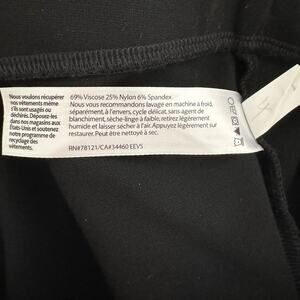 Nous voulons récupérer
nos vêtements même
s'ils sont usagés ou
déchirés. Déposez-les
dans nos magasins aux
États-Unis et soutenez
notre programme de
recyclage des
vêtements.
69% Viscose 25% Nylon 6% Spandex
Nous vous recommandons lavage en machine à froid,
séparément, à l'envers, cycle délicat, sans agent de
blanchiment, sèche-linge à faible, retirez légèrement
humide et laisser sécher à l'air. Appuyez légèrement sur
restaurer. Peut être nettoyé à sec.
RN#78121/CA#34460 EEVS